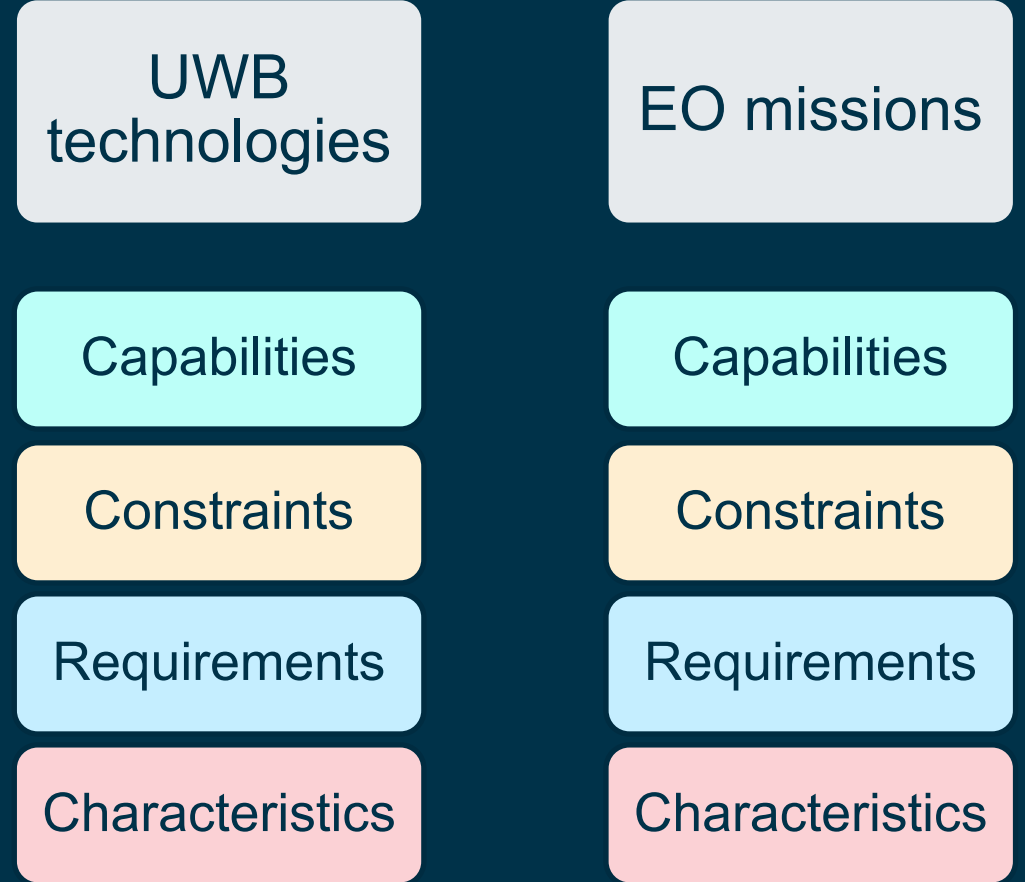 UWB
technologies
EO missions
Capabilities
Capabilities
Constraints
Constraints
Requirements
Requirements
Characteristics
Characteristics